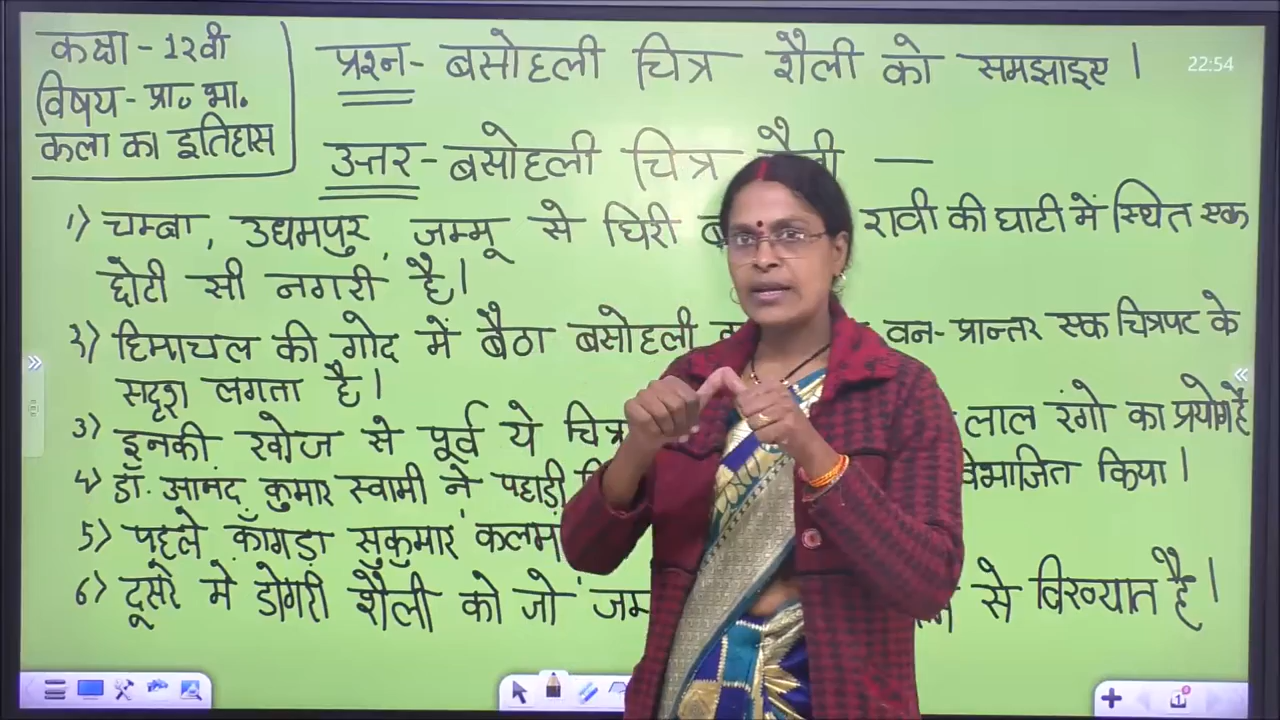 कक्षा - 12वी
विषय - प्रा॰ भा॰
कला का इतिहास
प्रश्न - बसोहली चित्र शैली को समझाइए ।
22:54
उत्तर - बसोहली चित्र —
1) चम्बा, उधमपुर, जम्मू से घिरी रावी की घाटी में स्थित एक
छोटी सी नगरी है।
2) हिमाचल की गोद में बैठा बसोहली वन-प्रान्तर एक चित्रपट के
सदृश लगता है।
3) इनकी खोज से पूर्व ये चित्र लाल रंगो का प्रयोग है
4) डॉ. आनंद कुमार स्वामी ने पहाड़ी विभाजित किया।
5) पहले काँगड़ा सुकुमार कलम
6) दूसरे में डोगरी शैली को जो से विख्यात है।